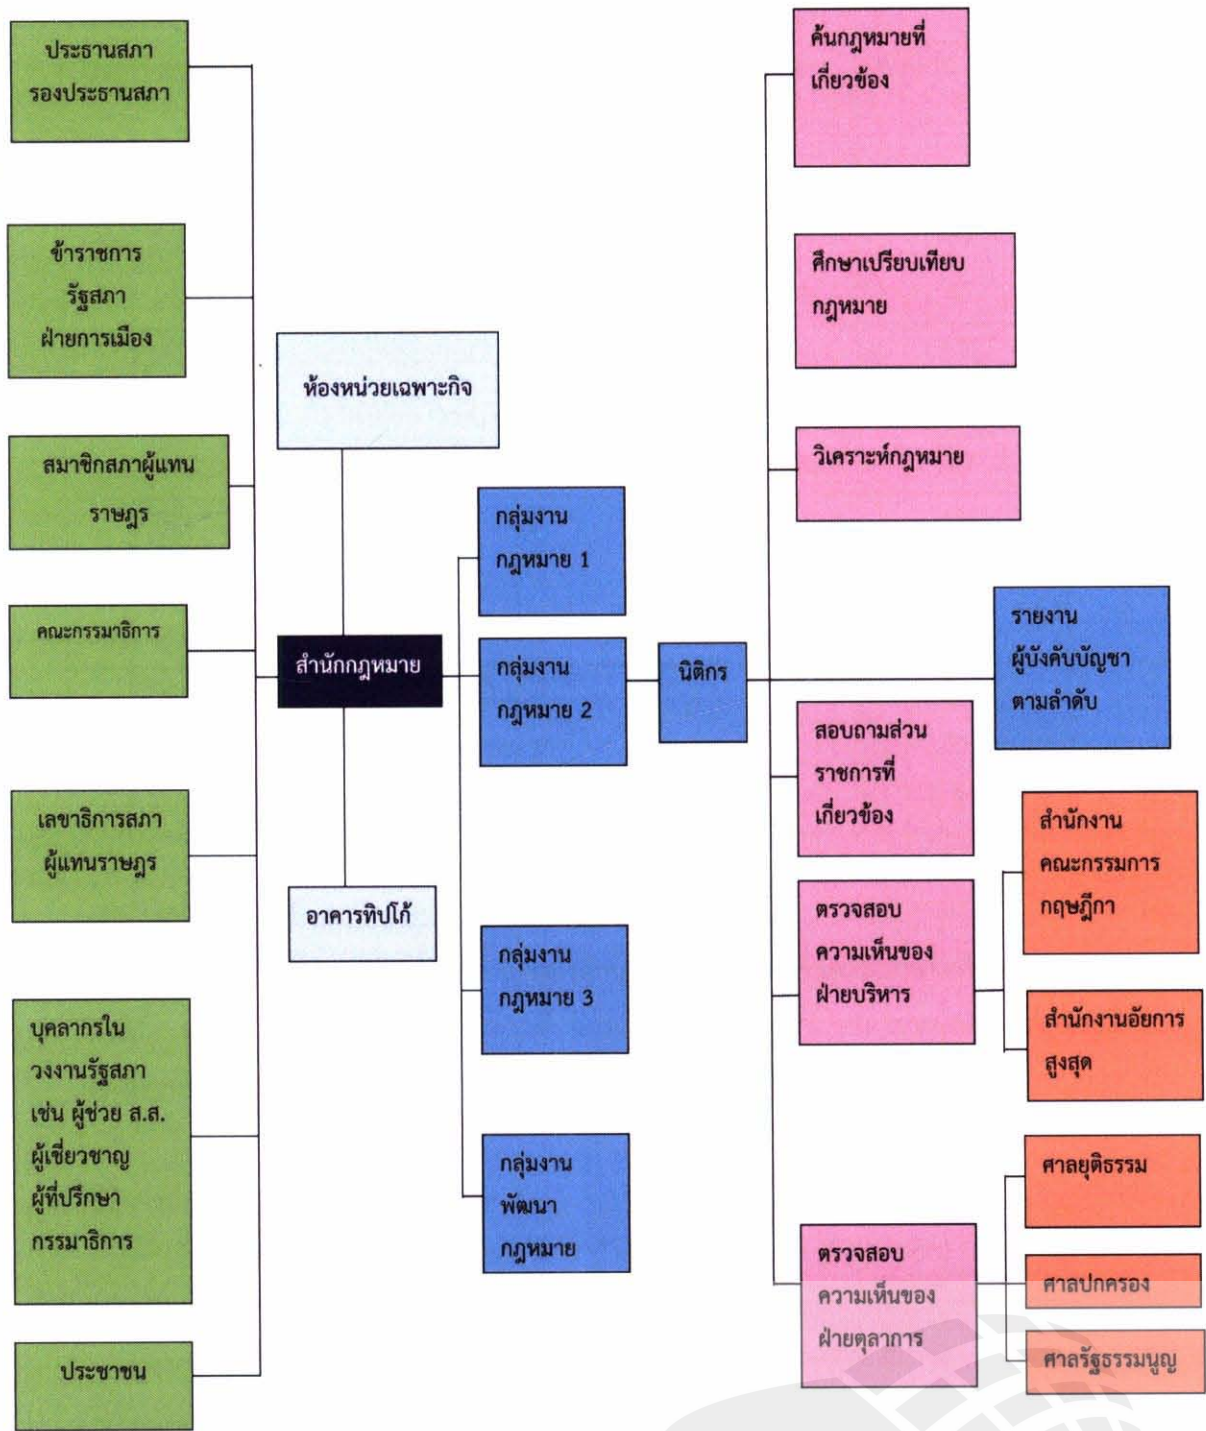 ประธานสภา
รองประธานสภา
ข้าราชการ
รัฐสภา
ฝ่ายการเมือง
สมาชิกสภาผู้แทน
ราษฎร
คณะกรรมาธิการ
เลขาธิการสภา
ผู้แทนราษฎร
บุคลากรใน
วงงานรัฐสภา
เช่น ผู้ช่วย ส.ส.
ผู้เชี่ยวชาญ
ผู้ที่ปรึกษา
กรรมาธิการ
ประชาชน
ห้องหน่วยเฉพาะกิจ
สำนักกฎหมาย
อาคารทิปโก้
กลุ่มงาน
กฎหมาย 1
กลุ่มงาน
กฎหมาย 2
กลุ่มงาน
กฎหมาย 3
กลุ่มงาน
พัฒนา
กฎหมาย
นิติกร
ค้นกฎหมายที่
เกี่ยวข้อง
ศึกษาเปรียบเทียบ
กฎหมาย
วิเคราะห์กฎหมาย
รายงาน
ผู้บังคับบัญชา
ตามลำดับ
สอบถามส่วน
ราชการที่
เกี่ยวข้อง
ตรวจสอบ
ความเห็นของ
ฝ่ายบริหาร
สำนักงาน
คณะกรรมการ
กฤษฎีกา
สำนักงานอัยการ
สูงสุด
ตรวจสอบ
ความเห็นของ
ฝ่ายตุลาการ
ศาลยุติธรรม
ศาลปกครอง
ศาลรัฐธรรมนูญ